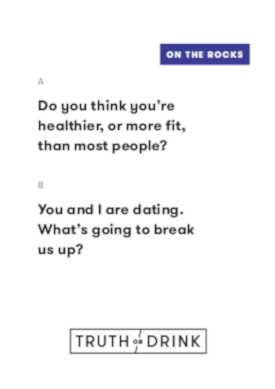 ON THE ROCKS
A
Do you think you're
healthier, or more fit,
than most people?
B
You and I are dating.
What's going to break
us up?
TRUTH OR DRINK